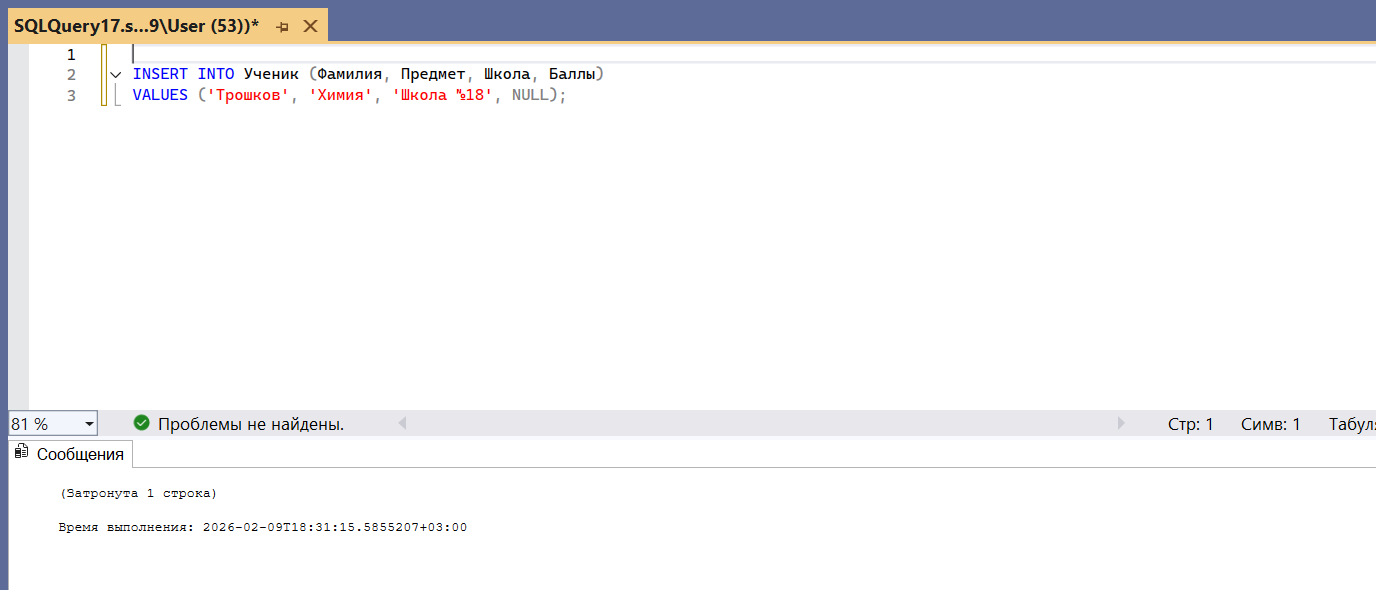 SQLQuery17.s...9\User (53))*
1
2 INSERT INTO Ученик (Фамилия, Предмет, Школа, Баллы)
3 VALUES ('Трошков', 'Химия', 'Школа №18', NULL);
81 % Проблемы не найдены. Стр: 1 Симв: 1 Табул
Сообщения
(Затронута 1 строка)
Время выполнения: 2026-02-09T18:31:15.5855207+03:00